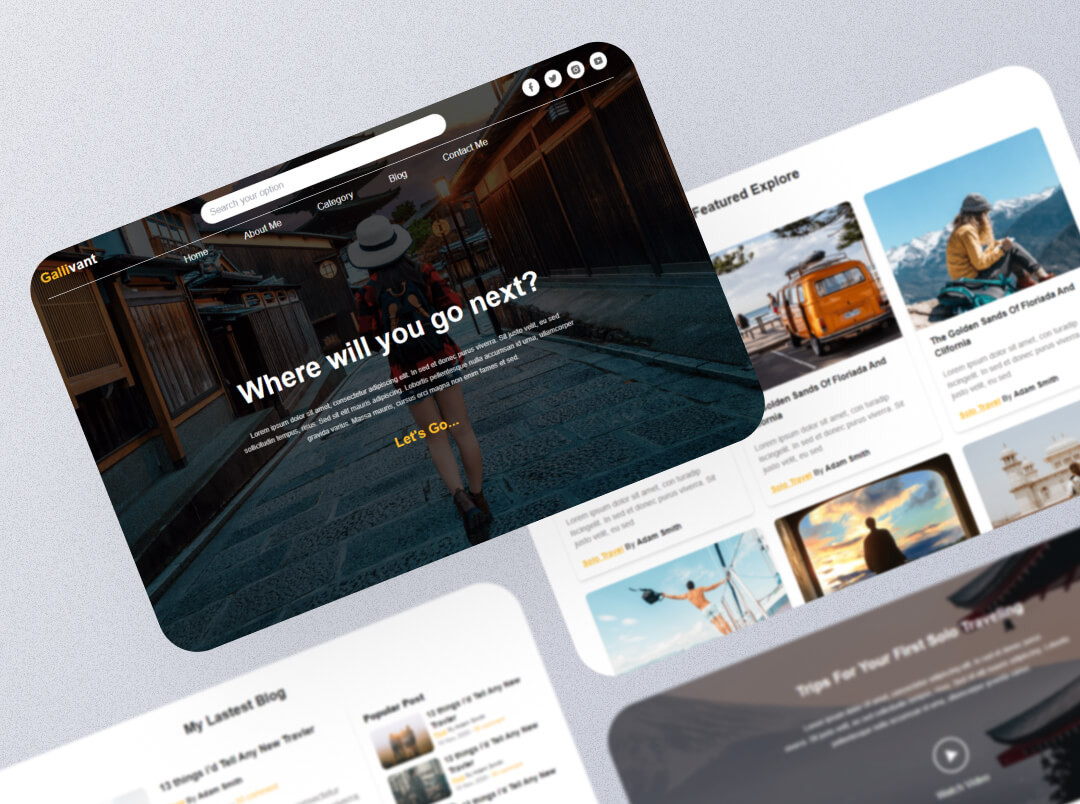 Gallivant
Search your option
Home
About Me
Category
Blog
Contact Me
Where will you go next?
Lorem ipsum dolor sit amet, consectetur adipiscing elit. In sed et donec purus viverra. Sit justo velit, eu sed
sollicitudin tempus, risus. Sed sit elit mauris adipiscing. Lobortis pellentesque nulla accumsan id urna, ullamcorper
gravida varius. Massa mauris, cursus orci magna non enim fames et sed.
Let's Go...
Featured Explore
The Golden Sands Of Floriada And
Clifornia
Lorem ipsum dolor sit amet, con turadip
iscingelit. In sed et donec purus viverra. Sit
justo velit, eu sed
Solo Travel By Adam Smith
olden Sands Of Floriada And
ornia
Lorem ipsum dolor sit amet, con turadip
iscingelit. In sed et donec purus viverra. Sit
justo velit, eu sed
Solo Travel By Adam Smith
Lorem ipsum dolor sit amet, con turadip
iscingelit. In sed et donec purus viverra. Sit
justo velit, eu sed
Solo Travel By Adam Smith
My Lastest Blog
13 things I'd Tell Any New Travler
By Adam Smith
Popular Post
13 things I'd Tell Any New
Travler
13 things I'd Tell Any New
Travler
13 things I'd Tell Any New
Trips For Your First Solo Traveling
Watch Video